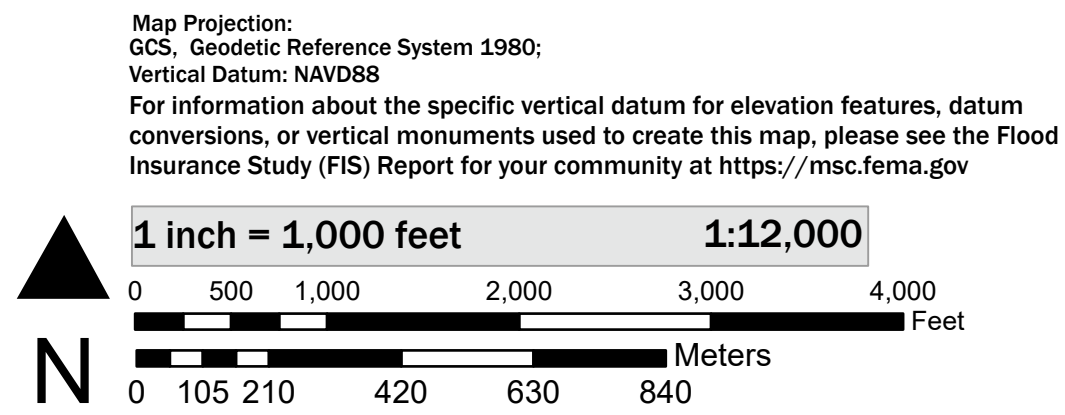 Map Projection:
GCS, Geodetic Reference System 1980;
Vertical Datum: NAVD88
For information about the specific vertical datum for elevation features, datum
conversions, or vertical monuments used to create this map, please see the Flood
Insurance Study (FIS) Report for your community at https://msc.fema.gov
1 inch = 1,000 feet 1:12,000
0 500 1,000 2,000 3,000 4,000
Feet
Meters
N 0 105 210 420 630 840